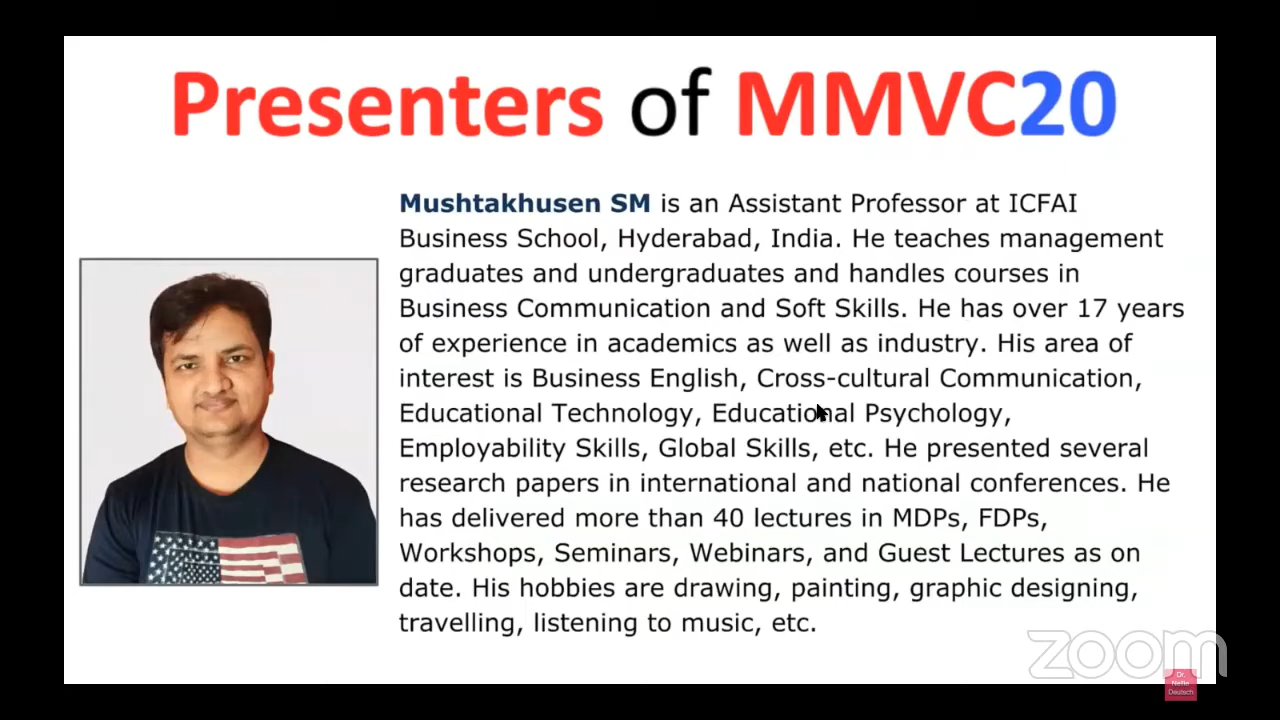 Presenters of MMVC20
Mushtakhusen SM is an Assistant Professor at ICFAI
Business School, Hyderabad, India. He teaches management
graduates and undergraduates and handles courses in
Business Communication and Soft Skills. He has over 17 years
of experience in academics as well as industry. His area of
interest is Business English, Cross-cultural Communication,
Educational Technology, Educational Psychology,
Employability Skills, Global Skills, etc. He presented several
research papers in international and national conferences. He
has delivered more than 40 lectures in MDPs, FDPs,
Workshops, Seminars, Webinars, and Guest Lectures as on
date. His hobbies are drawing, painting, graphic designing,
travelling, listening to music, etc.
zoom
Dr.
Nellie
Deutsch